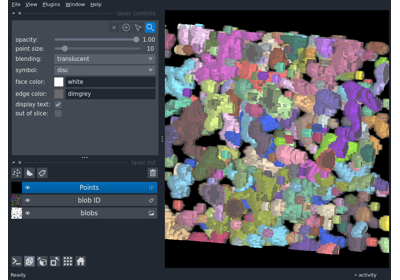 File View Plugins Window Help
layer controls
opacity: 1.00
point size: 10
blending: translucent
symbol: disc
face color: white
edge color: dimgrey
display text:
out of slice:
layer list
Points
blob ID
blobs
Ready
activity